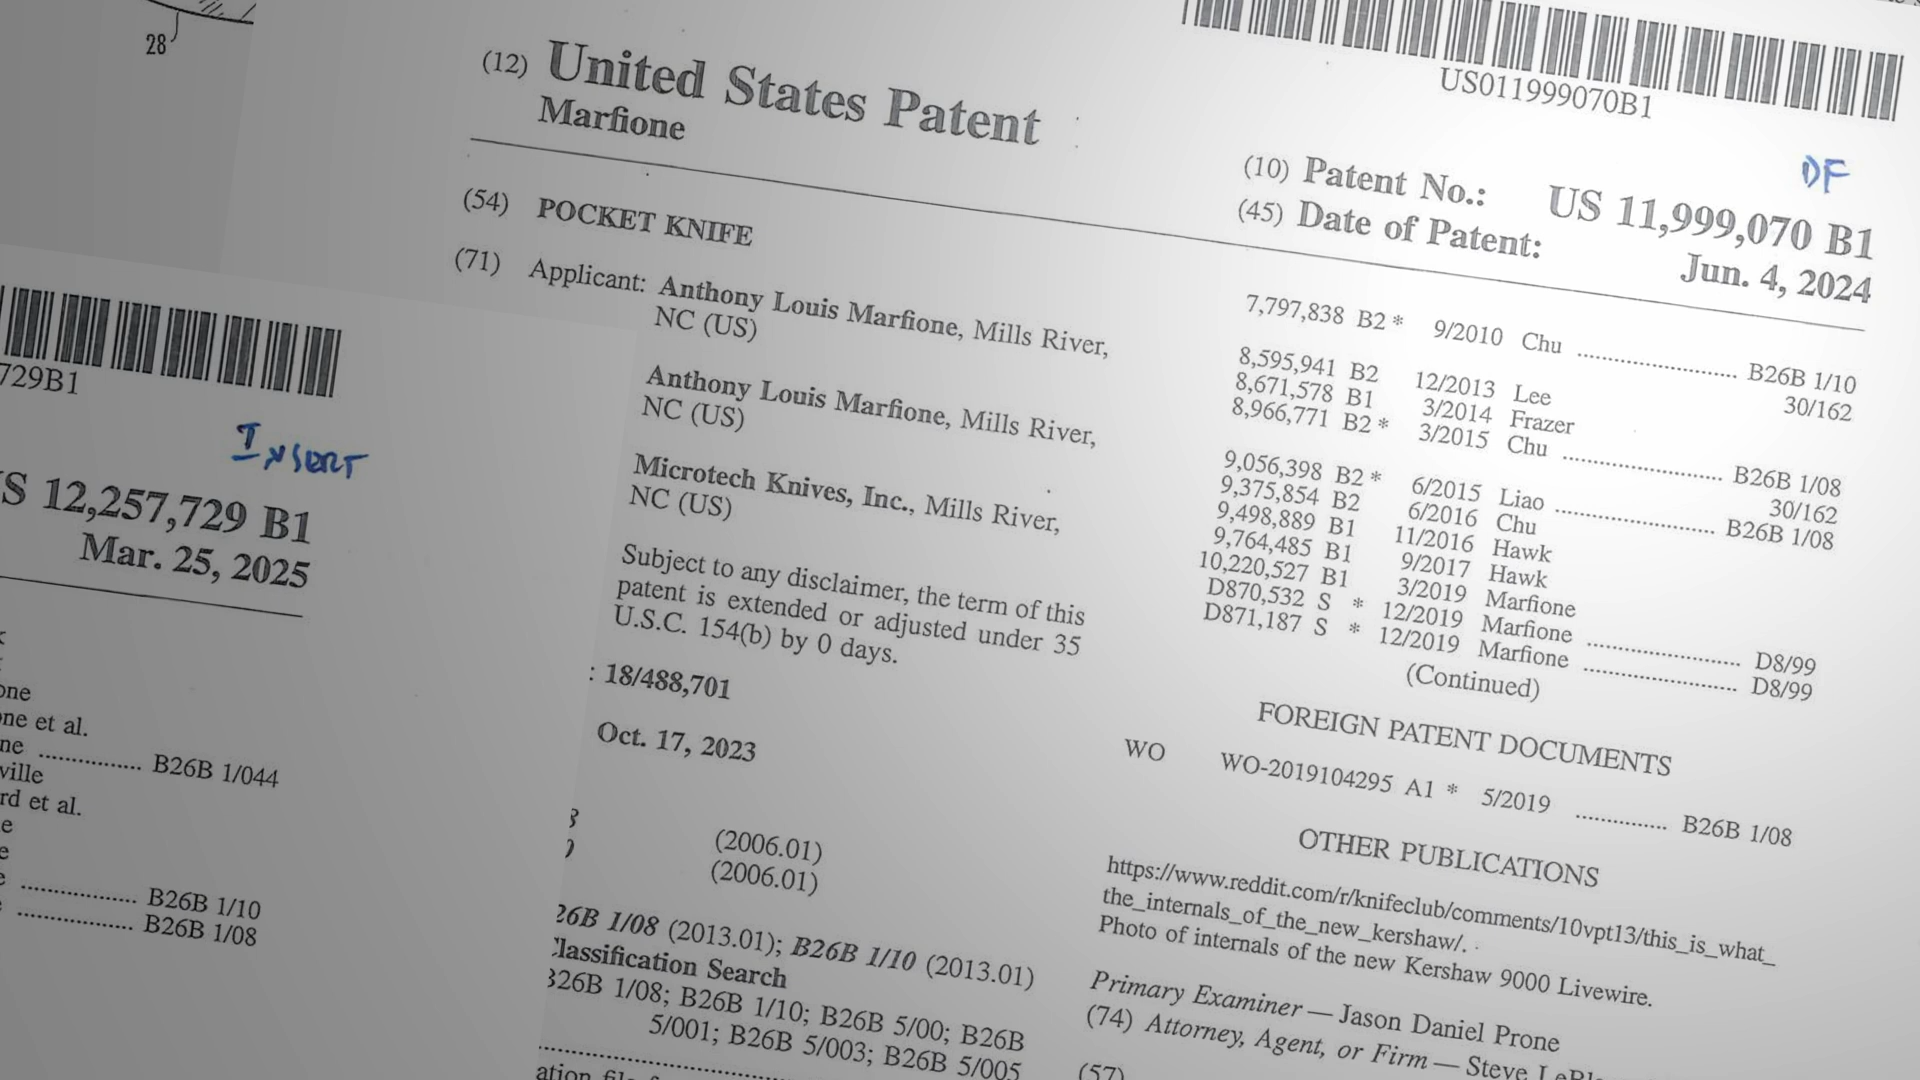 28
729B1
INSERT
S 12,257,729 B1
Mar. 25, 2025
one
ne et al.
ne .............. B26B 1/044
ville
rd et al.
e
e
................ B26B 1/10
................ B26B 1/08
US011999070B1
(12) United States Patent
Marfione
DF
(10) Patent No.: US 11,999,070 B1
(45) Date of Patent: Jun. 4, 2024
(54) POCKET KNIFE
(71) Applicant: Anthony Louis Marfione, Mills River,
NC (US)
Anthony Louis Marfione, Mills River,
NC (US)
Microtech Knives, Inc., Mills River,
NC (US)
Subject to any disclaimer, the term of this
patent is extended or adjusted under 35
U.S.C. 154(b) by 0 days.
: 18/488,701
Oct. 17, 2023
(2006.01)
(2006.01)
26B 1/08 (2013.01); B26B 1/10 (2013.01)
Classification Search
B26B 1/08; B26B 1/10; B26B 5/00; B26B
5/001; B26B 5/003; B26B 5/005
7,797,838 B2 * 9/2010 Chu ................. B26B 1/10
30/162
8,595,941 B2 12/2013 Lee
8,671,578 B1 3/2014 Frazer
8,966,771 B2 * 3/2015 Chu ................. B26B 1/08
30/162
9,056,398 B2 * 6/2015 Liao ................. B26B 1/08
9,375,854 B2 6/2016 Chu
9,498,889 B1 11/2016 Hawk
9,764,485 B1 9/2017 Hawk
10,220,527 B1 3/2019 Marfione
D870,532 S * 12/2019 Marfione ................. D8/99
D871,187 S * 12/2019 Marfione ................. D8/99
(Continued)
FOREIGN PATENT DOCUMENTS
WO WO-2019104295 A1 * 5/2019 ............ B26B 1/08
OTHER PUBLICATIONS
https://www.reddit.com/r/knifeclub/comments/10vpt13/this_is_what_
the_internals_of_the_new_kershaw/.
Photo of internals of the new Kershaw 9000 Livewire.
Primary Examiner — Jason Daniel Prone
(74) Attorney, Agent, or Firm — Steve
(57)